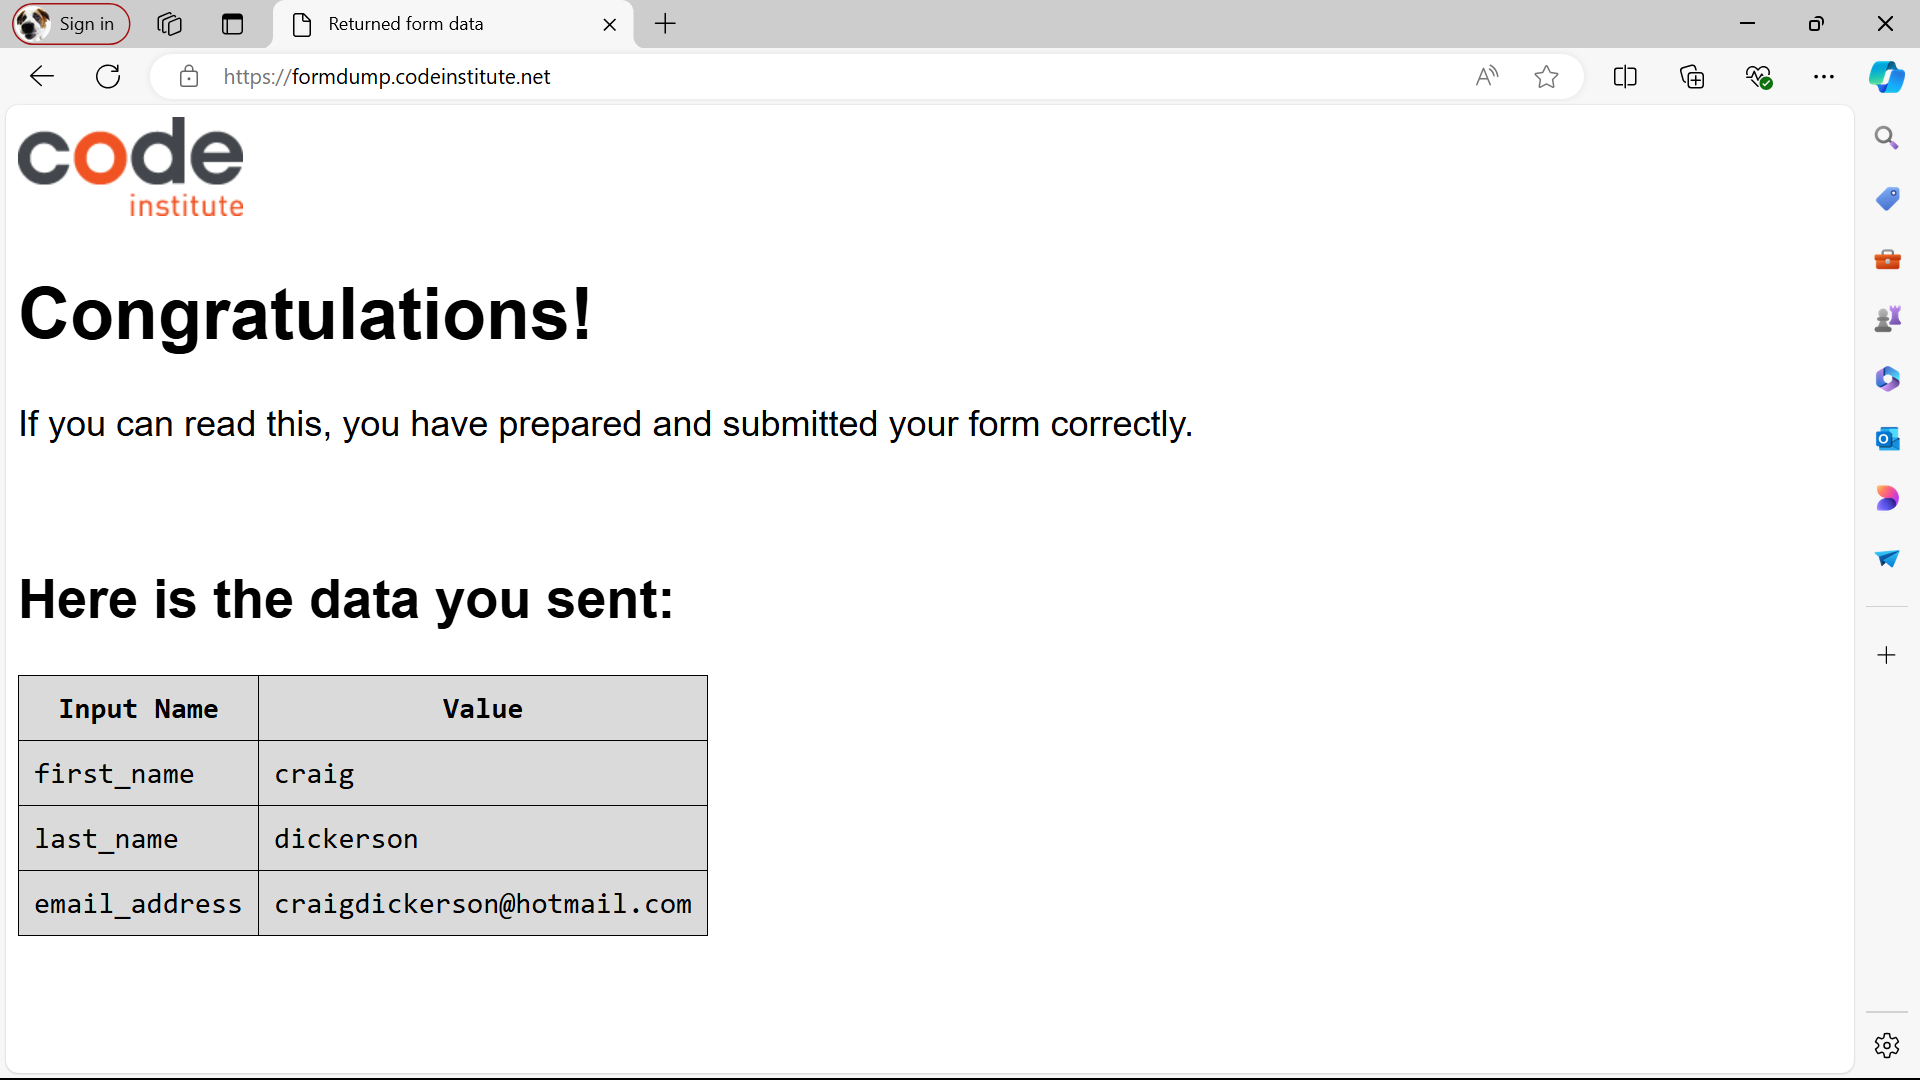 Sign in
Returned form data
https://formdump.codeinstitute.net
code
institute
Congratulations!
If you can read this, you have prepared and submitted your form correctly.
Here is the data you sent:
Input Name Value
first_name craig
last_name dickerson
email_address craigdickerson@hotmail.com